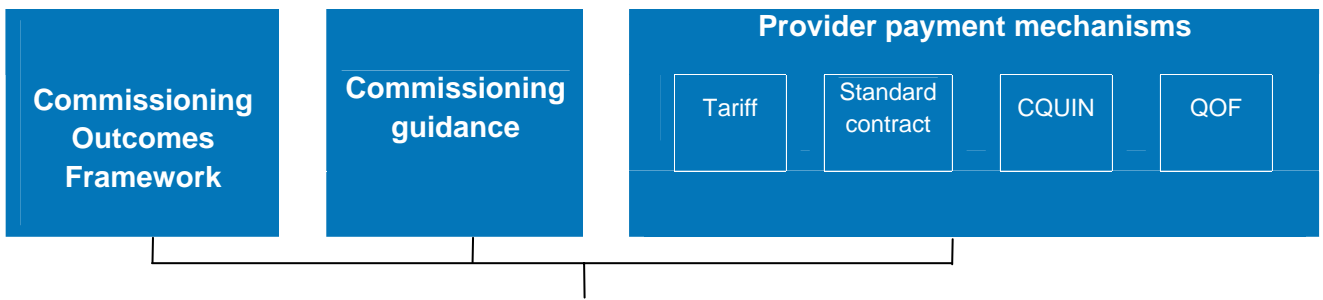 Commissioning
Outcomes
Framework
Commissioning
guidance
Provider payment mechanisms
Tariff
Standard
contract
CQUIN
QOF